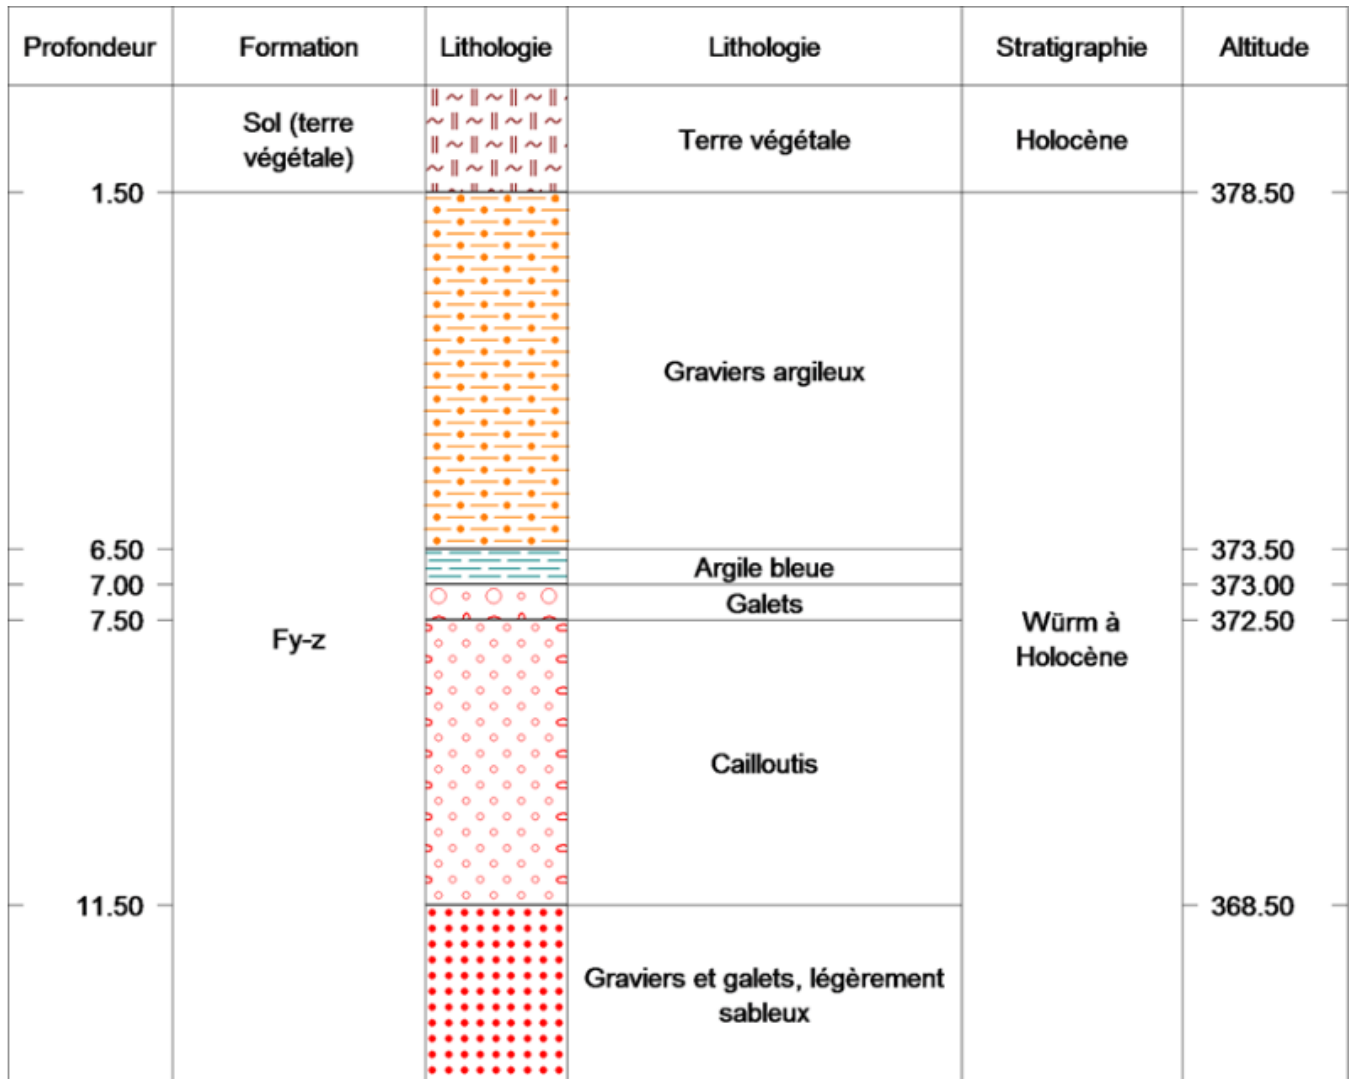 Profondeur
Formation
Lithologie
Lithologie
Stratigraphie
Altitude
Sol (terre
végétale)
Terre végétale
Holocène
1.50
378.50
Graviers argileux
6.50
373.50
Argile bleue
7.00
373.00
Galets
7.50
372.50
Fy-z
Würm à
Holocène
Cailloutis
11.50
368.50
Graviers et galets, légèrement
sableux